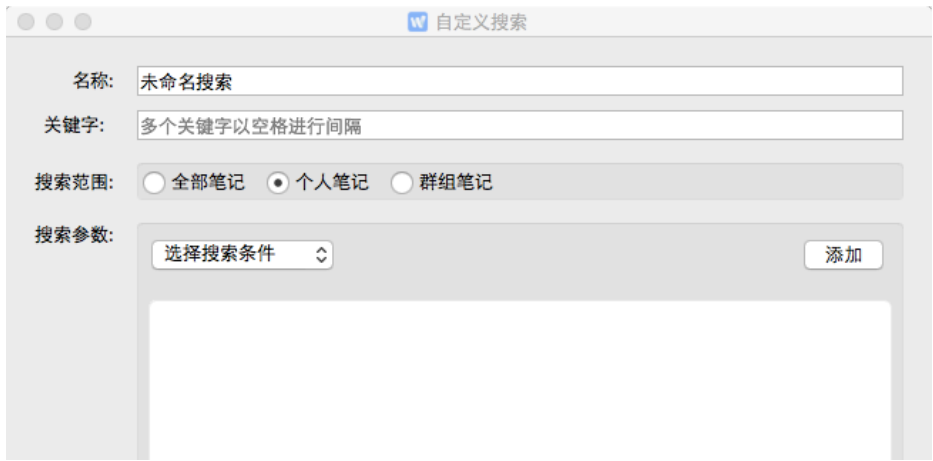 自定义搜索
名称: 未命名搜索
关键字: 多个关键字以空格进行间隔
搜索范围: 全部笔记 个人笔记 群组笔记
搜索参数:
选择搜索条件 添加